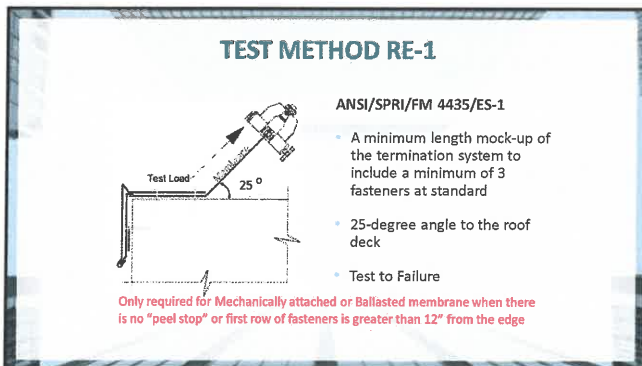 TEST METHOD RE-1
ANSI/SPRI/FM 4435/ES-1
A minimum length mock-up of
the termination system to
include a minimum of 3
fasteners at standard
25-degree angle to the roof
deck
Test to Failure
Test Load
Membrane
25 °
Only required for Mechanically attached or Ballasted membrane when there
is no "peel stop" or first row of fasteners is greater than 12" from the edge